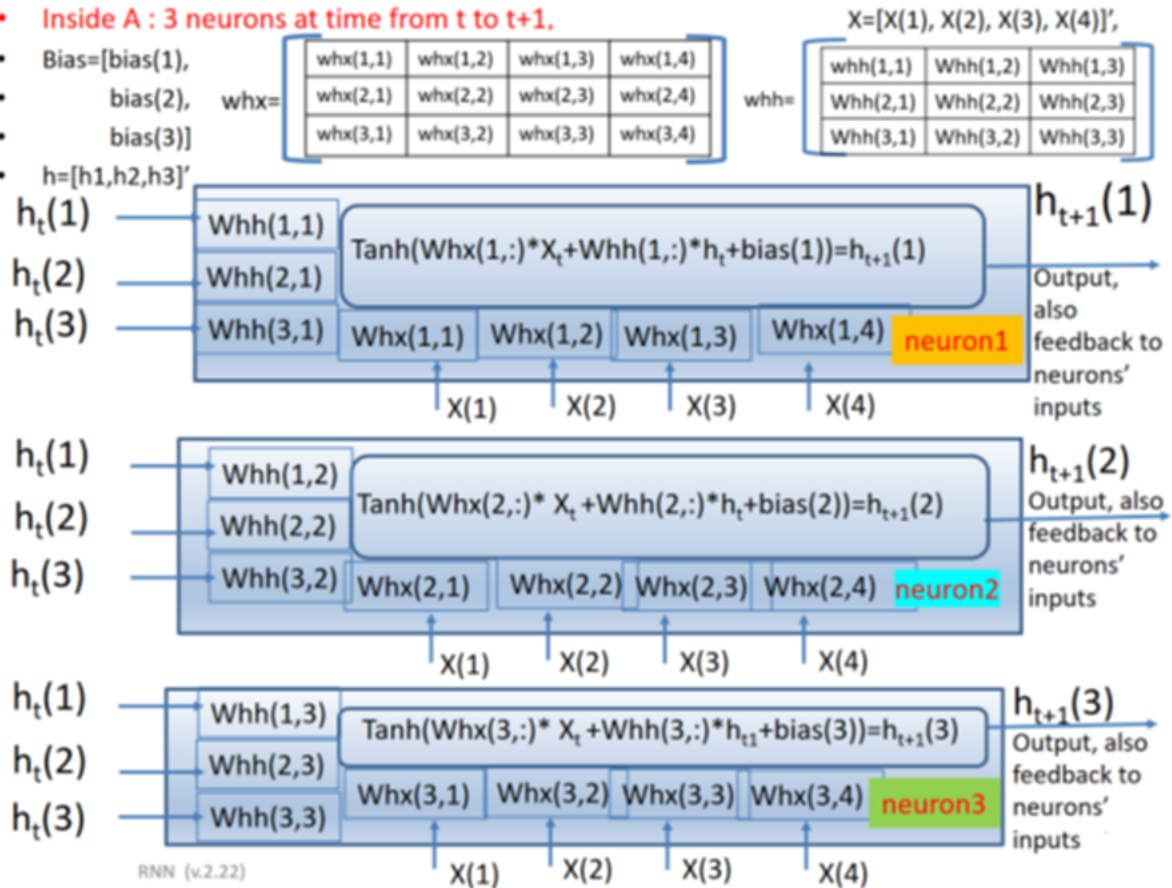 • Inside A : 3 neurons at time from t to t+1,
X=[X(1), X(2), X(3), X(4)]',
• Bias=[bias(1),
• bias(2),
• bias(3)]
• h=[h1,h2,h3]'
whx=
whx(1,1) whx(1,2) whx(1,3) whx(1,4)
whx(2,1) whx(2,2) whx(2,3) whx(2,4)
whx(3,1) whx(3,2) whx(3,3) whx(3,4)
whh=
whh(1,1) Whh(1,2) Whh(1,3)
Whh(2,1) Whh(2,2) Whh(2,3)
Whh(3,1) Whh(3,2) Whh(3,3)
hₜ(1)
hₜ(2)
hₜ(3)
Whh(1,1)
Whh(2,1)
Whh(3,1)
Tanh(Whx(1,:)*Xₜ+Whh(1,:)*hₜ+bias(1))=hₜ₊₁(1)
Whx(1,1) Whx(1,2) Whx(1,3) Whx(1,4)
neuron1
X(1) X(2) X(3) X(4)
hₜ₊₁(1)
Output,
also
feedback to
neurons'
inputs
hₜ(1)
hₜ(2)
hₜ(3)
Whh(1,2)
Whh(2,2)
Whh(3,2)
Tanh(Whx(2,:)* Xₜ +Whh(2,:)*hₜ+bias(2))=hₜ₊₁(2)
Whx(2,1) Whx(2,2) Whx(2,3) Whx(2,4)
neuron2
X(1) X(2) X(3) X(4)
hₜ₊₁(2)
Output, also
feedback to
neurons'
inputs
hₜ(1)
hₜ(2)
hₜ(3)
Whh(1,3)
Whh(2,3)
Whh(3,3)
Tanh(Whx(3,:)* Xₜ +Whh(3,:)*hₜ₁+bias(3))=hₜ₊₁(3)
Whx(3,1) Whx(3,2) Whx(3,3) Whx(3,4)
neuron3
X(1) X(2) X(3) X(4)
hₜ₊₁(3)
Output, also
feedback to
neurons'
inputs
RNN (v.2.22)